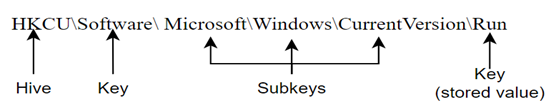 HKCU\Software\ Microsoft\Windows\CurrentVersion\Run
Hive Key Subkeys Key
(stored value)